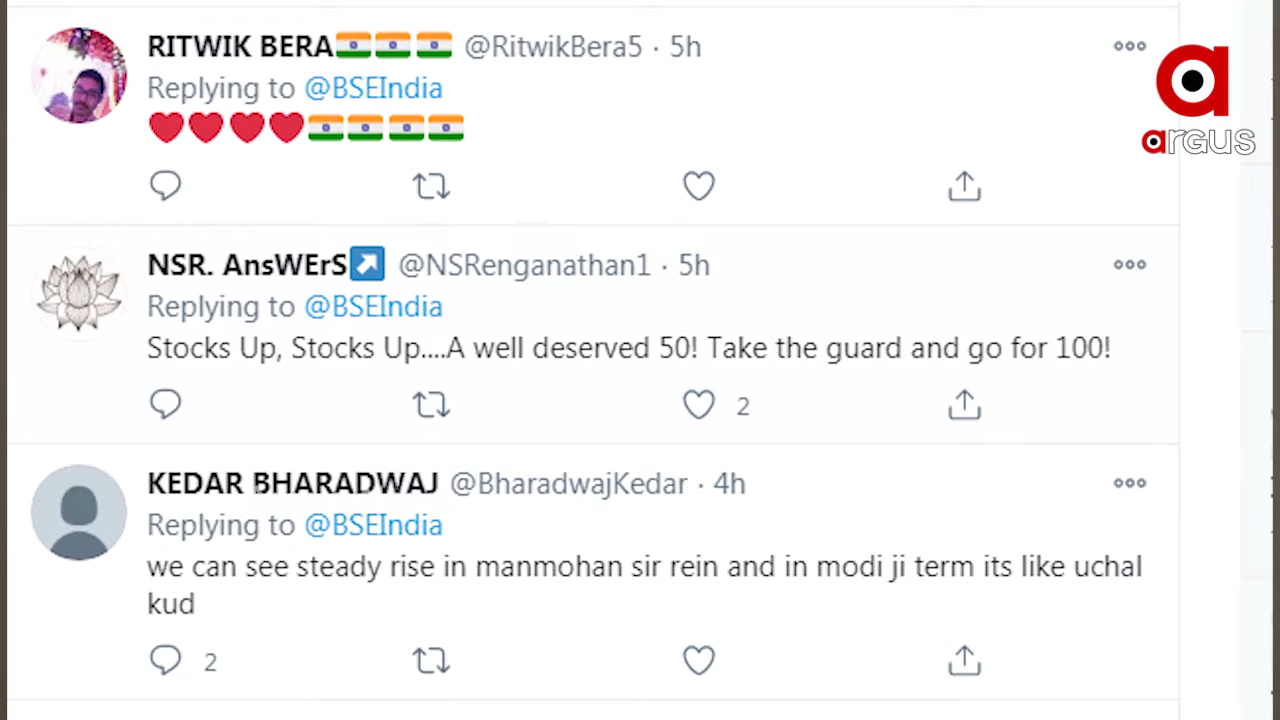 RITWIK BERA🇮🇳🇮🇳🇮🇳 @RitwikBera5 · 5h
Replying to @BSEIndia
❤️❤️❤️❤️🇮🇳🇮🇳🇮🇳🇮🇳
NSR. AnsWErS↗️ @NSRenganathan1 · 5h
Replying to @BSEIndia
Stocks Up, Stocks Up....A well deserved 50! Take the guard and go for 100!
2
KEDAR BHARADWAJ @BharadwajKedar · 4h
Replying to @BSEIndia
we can see steady rise in manmohan sir rein and in modi ji term its like uchal
kud
2
argus